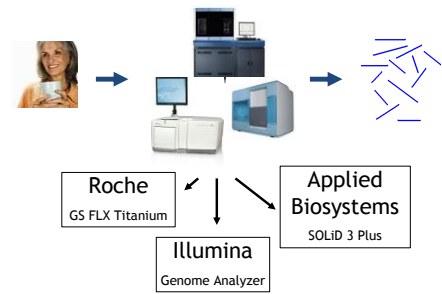 Roche
GS FLX Titanium
Illumina
Genome Analyzer
Applied
Biosystems
SOLiD 3 Plus